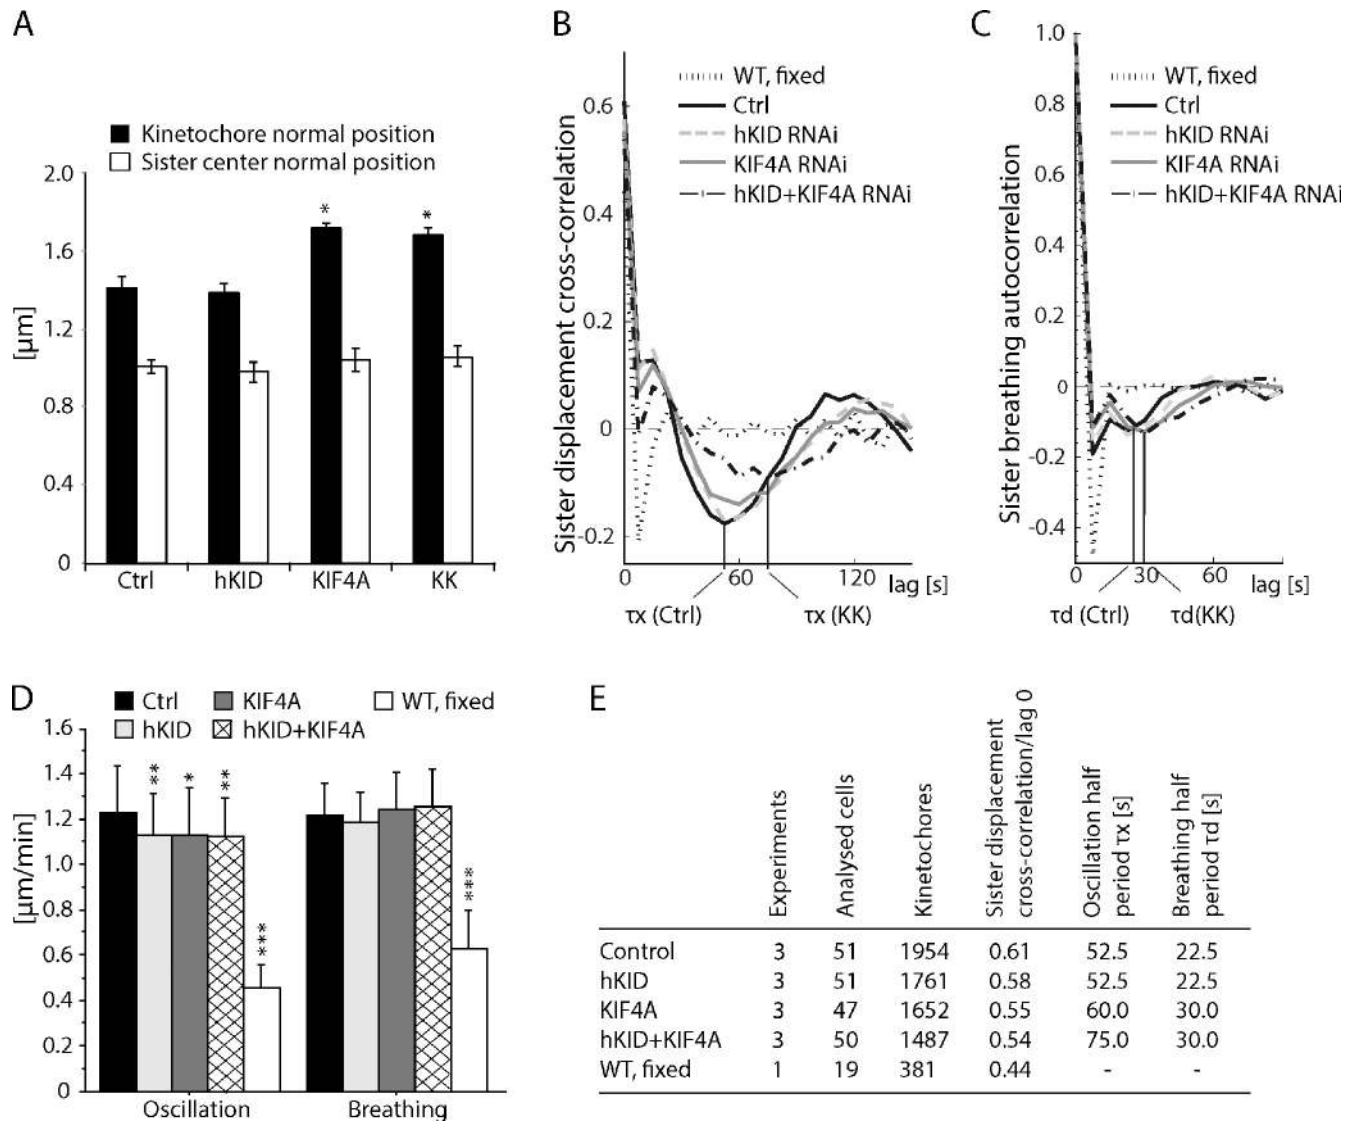 A
Kinetochore normal position
Sister center normal position
[µm]
2.0
1.6
1.2
0.8
0.4
0
* *
Ctrl hKID KIF4A KK
B
Sister displacement cross-correlation
WT, fixed
Ctrl
hKID RNAi
KIF4A RNAi
hKID+KIF4A RNAi
0.6
0.4
0.2
0
-0.2
0 60 120 lag [s]
τx (Ctrl) τx (KK)
C
Sister breathing autocorrelation
WT, fixed
Ctrl
hKID RNAi
KIF4A RNAi
hKID+KIF4A RNAi
1.0
0.8
0.6
0.4
0.2
0
-0.2
-0.4
0 30 60 lag [s]
τd (Ctrl) τd(KK)
D
Ctrl KIF4A WT, fixed
hKID hKID+KIF4A
[µm/min]
1.6
1.4
1.2
1.0
0.8
0.6
0.4
0.2
0
** * ** *** ***
Oscillation Breathing
E
Experiments
Analysed cells
Kinetochores
Sister displacement
cross-correlation/lag 0
Oscillation half
period τx [s]
Breathing half
period τd [s]
Control 3 51 1954 0.61 52.5 22.5
hKID 3 51 1761 0.58 52.5 22.5
KIF4A 3 47 1652 0.55 60.0 30.0
hKID+KIF4A 3 50 1487 0.54 75.0 30.0
WT, fixed 1 19 381 0.44 - -